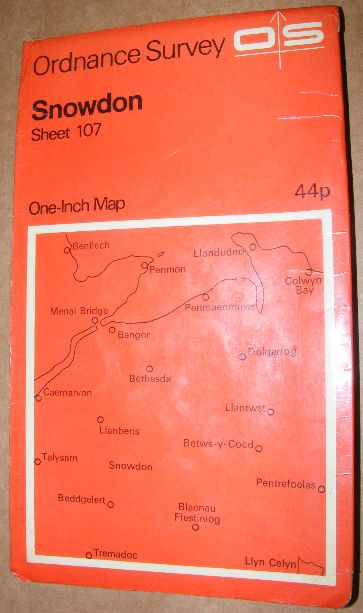 Ordnance Survey OS
Snowdon
Sheet 107
One-Inch Map 44p
Benllech
Llandudno
Penmon
Colwyn
Bay
Penmaenmawr
Menai Bridge
Bangor
Dolgarrog
Bethesda
Caernarvon
Llanrwst
Llanberis
Betws-y-Coed
Talysarn
Snowdon
Pentrefoelas
Beddgelert
Blaenau
Ffestiniog
Tremadoc
Llyn Celyn